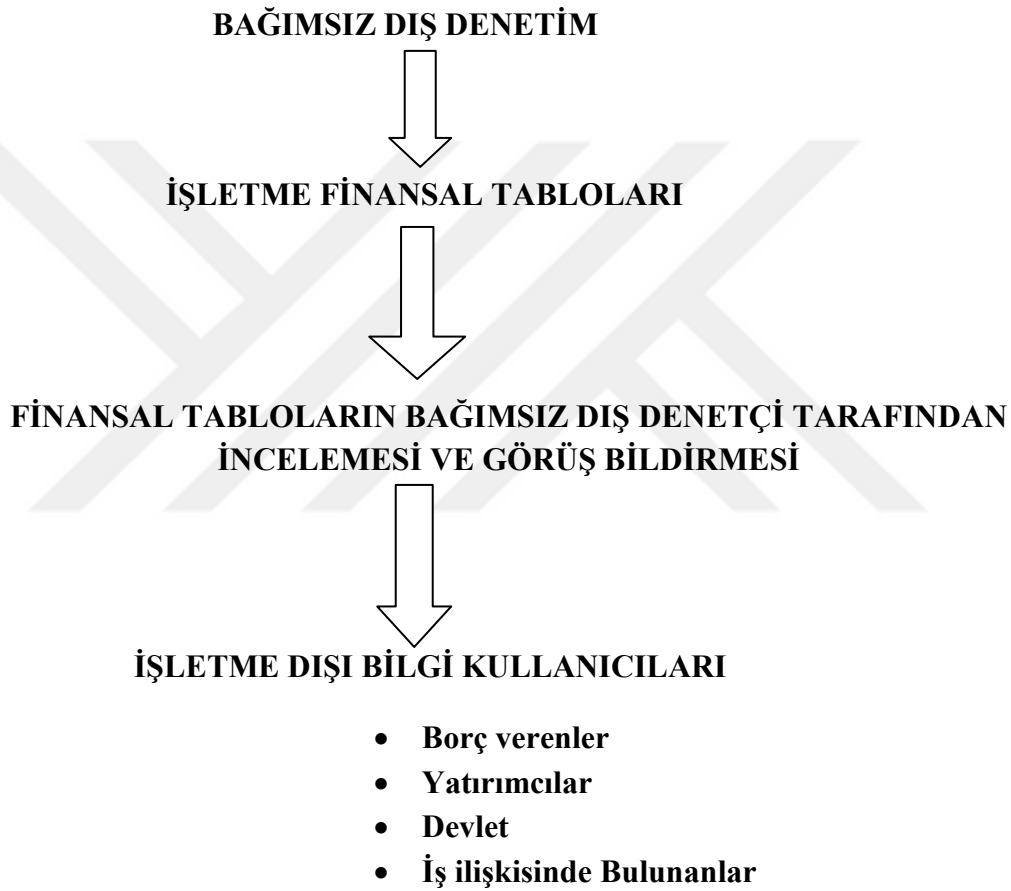 BAĞIMSIZ DIŞ DENETİM
İŞLETME FİNANSAL TABLOLARI
FİNANSAL TABLOLARIN BAĞIMSIZ DIŞ DENETÇİ TARAFINDAN
İNCELEMESİ VE GÖRÜŞ BİLDİRMESİ
İŞLETME DIŞI BİLGİ KULLANICILARI
• Borç verenler
• Yatırımcılar
• Devlet
• İş ilişkisinde Bulunanlar